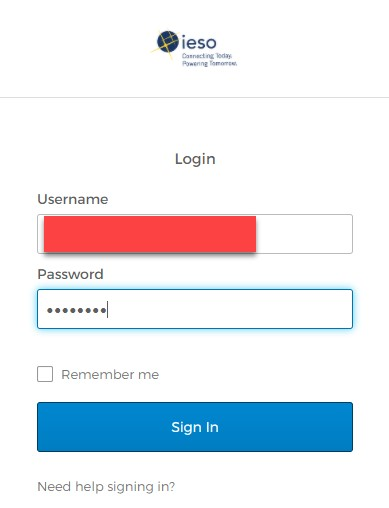 ieso
Connecting Today.
Powering Tomorrow.
Login
Username
Password
••••••••
Remember me
Sign In
Need help signing in?